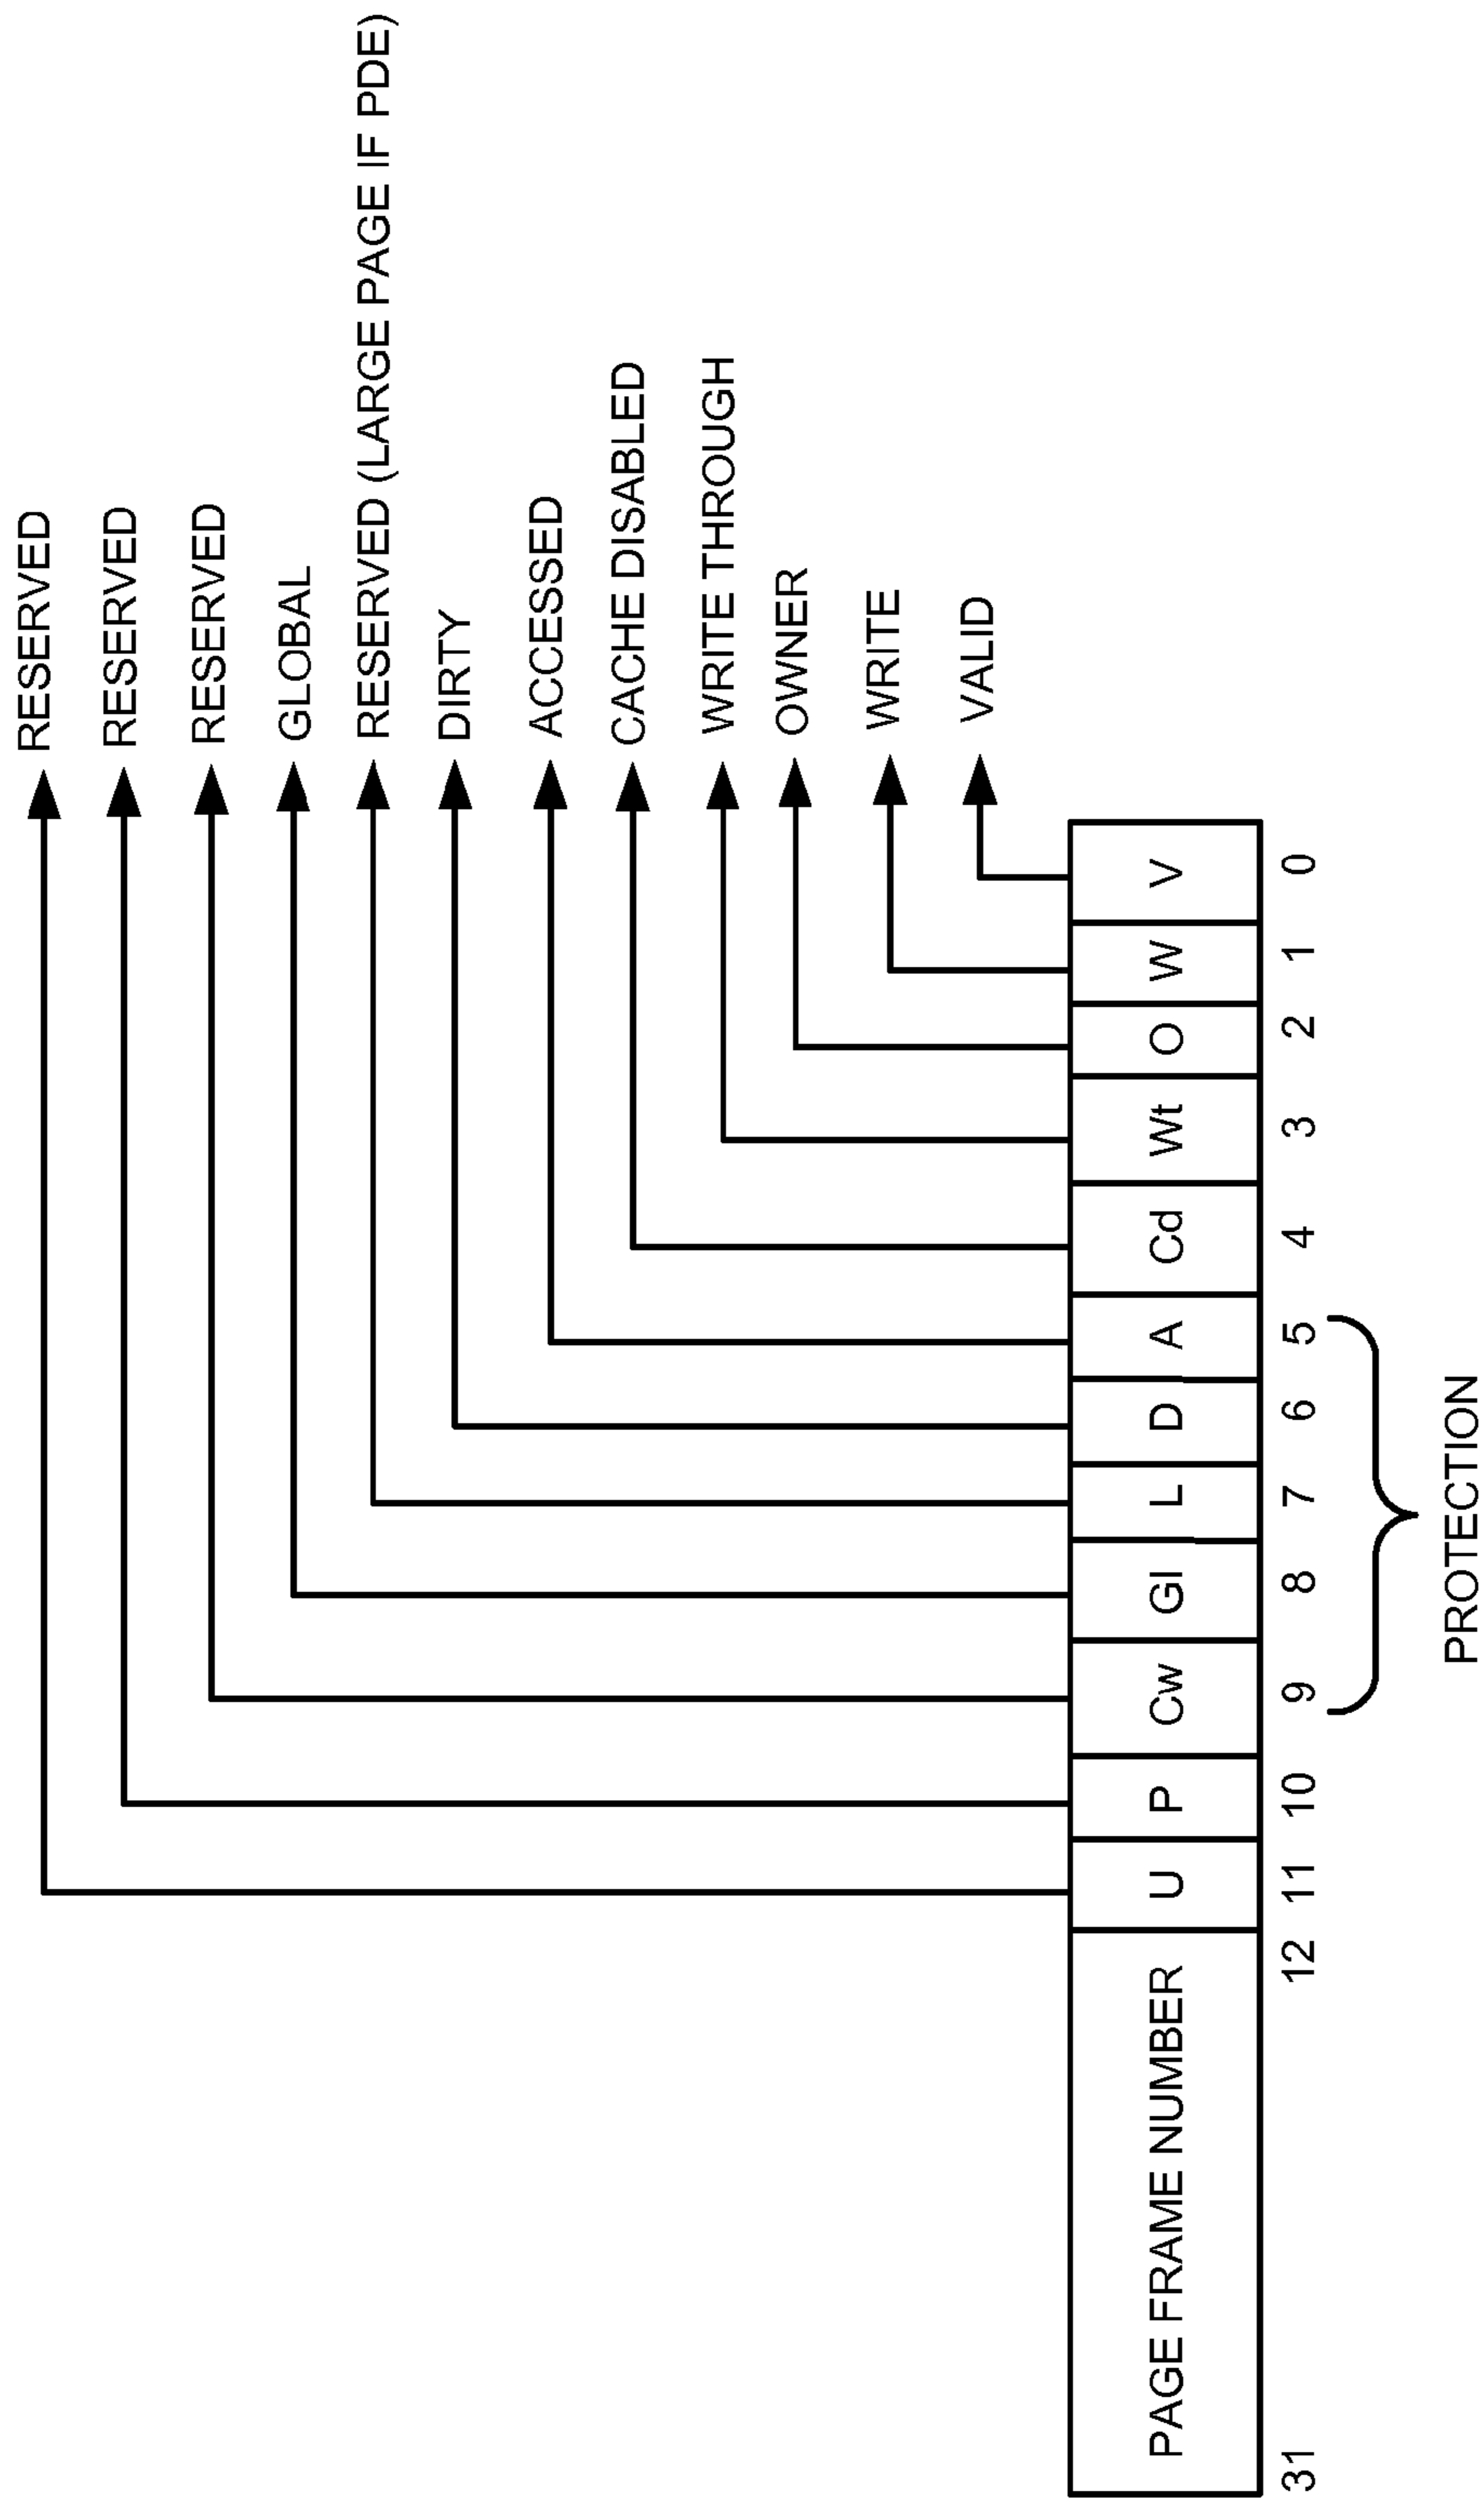 RESERVED
RESERVED
RESERVED
GLOBAL
RESERVED (LARGE PAGE IF PDE)
DIRTY
ACCESSED
CACHE DISABLED
WRITE THROUGH
OWNER
WRITE
VALID
PAGE FRAME NUMBER U P Cw Gl L D A Cd Wt O W V
31 12 11 10 9 8 7 6 5 4 3 2 1 0
PROTECTION